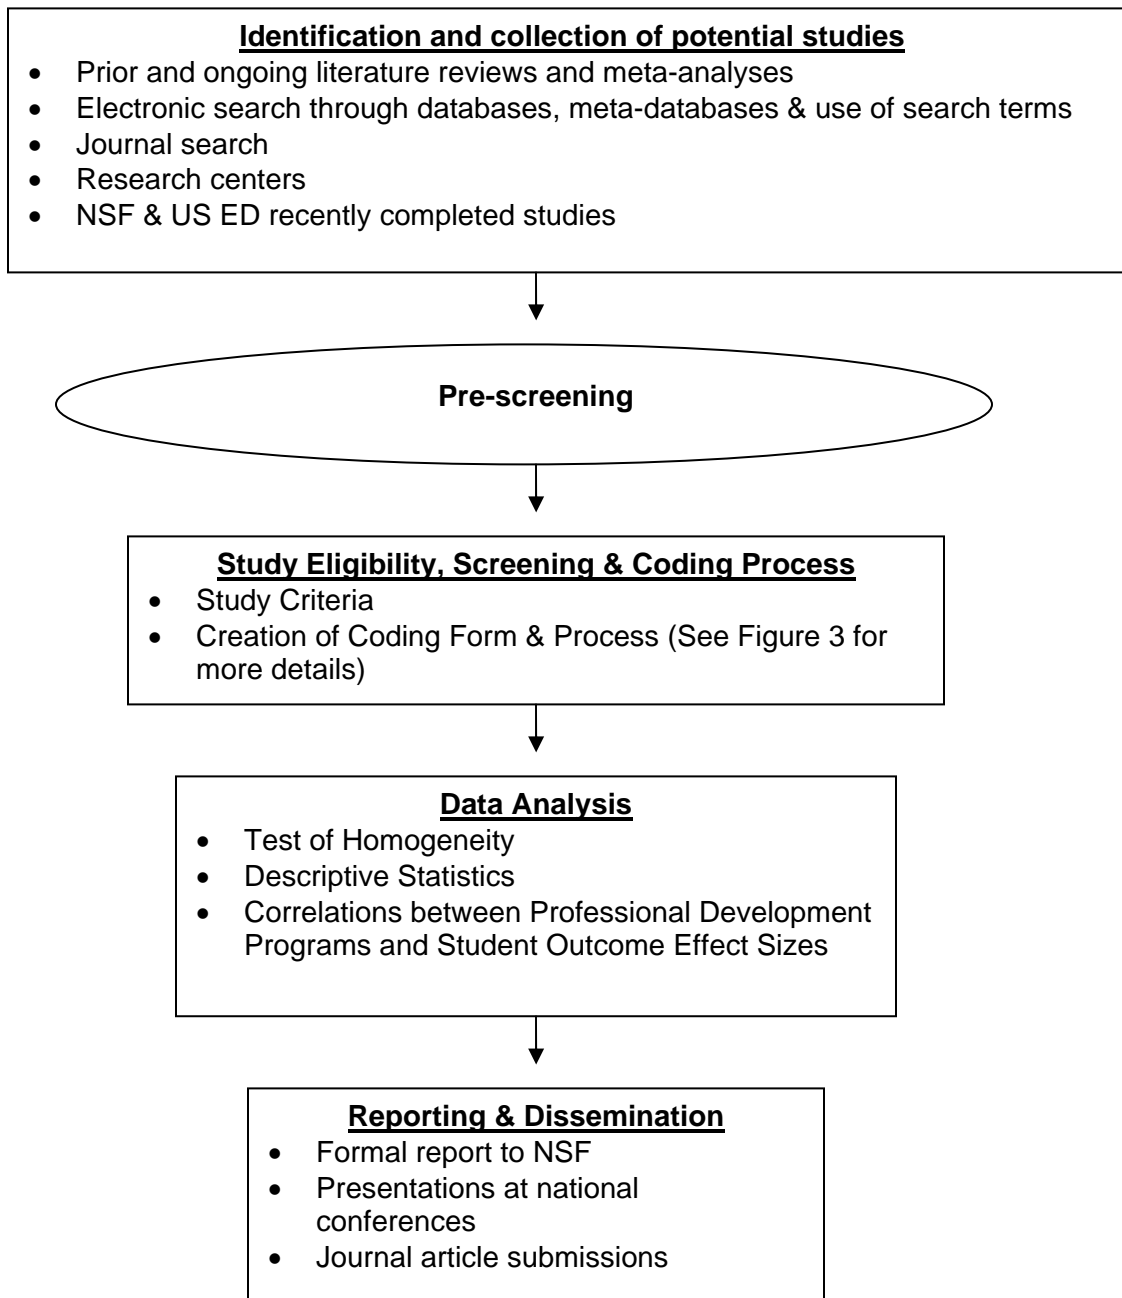 Identification and collection of potential studies
• Prior and ongoing literature reviews and meta-analyses
• Electronic search through databases, meta-databases & use of search terms
• Journal search
• Research centers
• NSF & US ED recently completed studies
Pre-screening
Study Eligibility, Screening & Coding Process
• Study Criteria
• Creation of Coding Form & Process (See Figure 3 for
more details)
Data Analysis
• Test of Homogeneity
• Descriptive Statistics
• Correlations between Professional Development
Programs and Student Outcome Effect Sizes
Reporting & Dissemination
• Formal report to NSF
• Presentations at national
conferences
• Journal article submissions